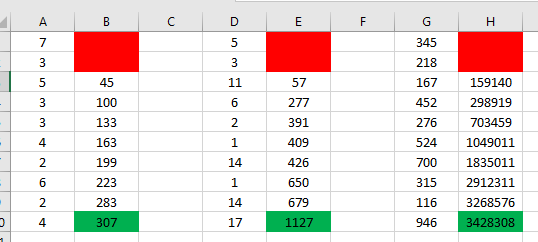 A B C D E F G H
7 5 345
3 3 218
5 45 11 57 167 159140
3 100 6 277 452 298919
3 133 2 391 276 703459
4 163 1 409 524 1049011
2 199 14 426 700 1835011
6 223 1 650 315 2912311
2 283 14 679 116 3268576
4 307 17 1127 946 3428308